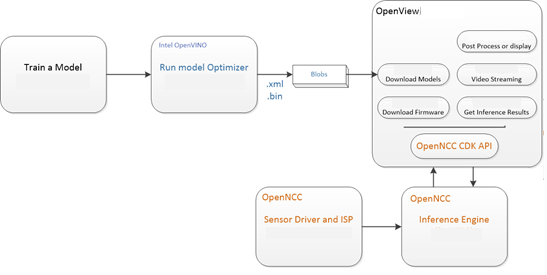 Train a Model
Intel OpenVINO
Run model Optimizer
.xml
.bin
Blobs
OpenView
Post Process or display
Download Models
Video Streaming
Download Firmware
Get Inference Results
OpenNCC CDK API
OpenNCC
Sensor Driver and ISP
OpenNCC
Inference Engine